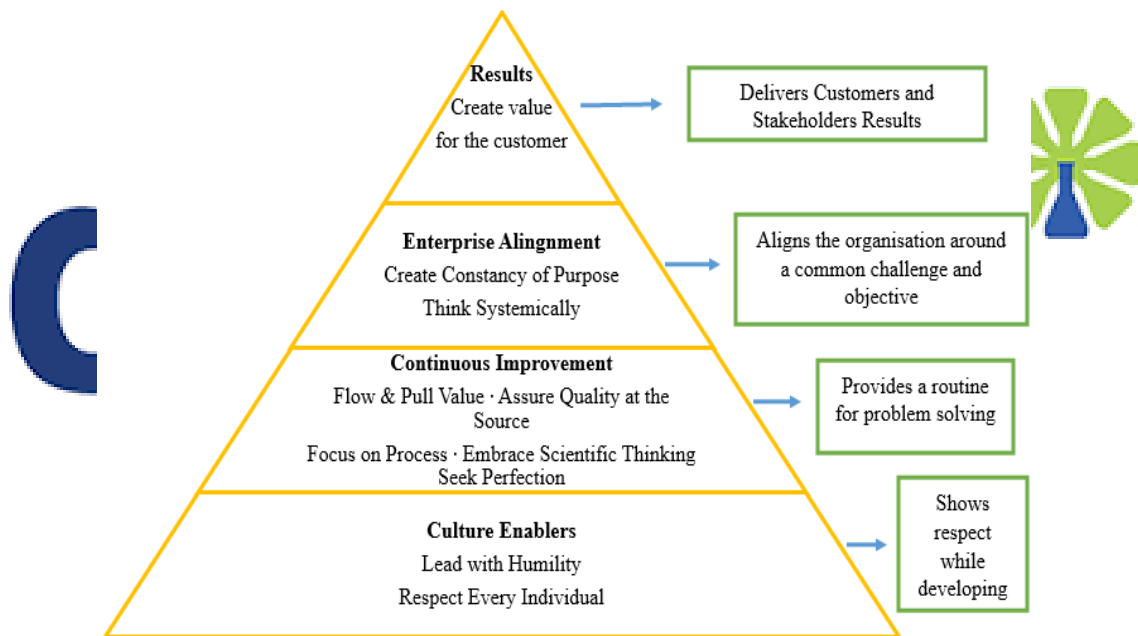 Results
Create value
for the customer
Delivers Customers and
Stakeholders Results
Enterprise Alingnment
Create Constancy of Purpose
Think Systemically
Aligns the organisation around
a common challenge and
objective
Continuous Improvement
Flow & Pull Value · Assure Quality at the
Source
Focus on Process · Embrace Scientific Thinking
Seek Perfection
Provides a routine
for problem solving
Culture Enablers
Lead with Humility
Respect Every Individual
Shows
respect
while
developing